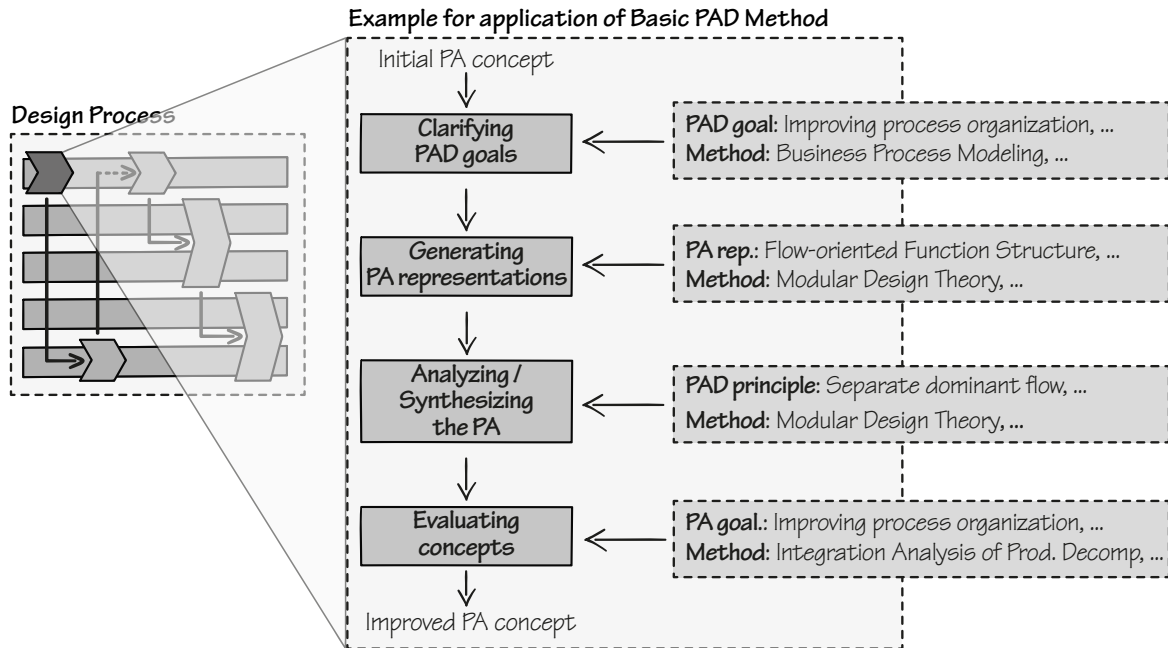 Example for application of Basic PAD Method
Initial PA concept
Design Process
Clarifying
PAD goals
PAD goal: Improving process organization, ...
Method: Business Process Modeling, ...
Generating
PA representations
PA rep.: Flow-oriented Function Structure, ...
Method: Modular Design Theory, ...
Analyzing /
Synthesizing
the PA
PAD principle: Separate dominant flow, ...
Method: Modular Design Theory, ...
Evaluating
concepts
PA goal.: Improving process organization, ...
Method: Integration Analysis of Prod. Decomp, ...
Improved PA concept